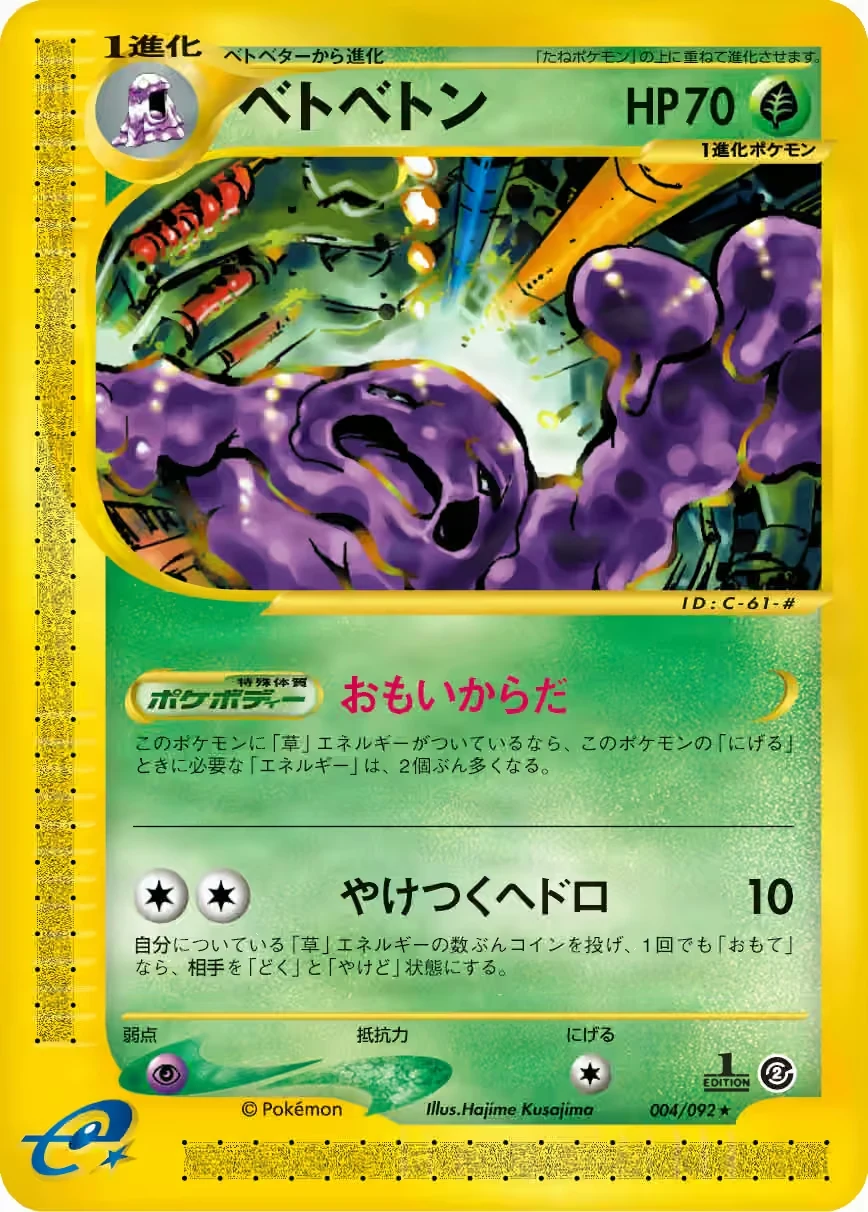 1進化
ベトベターから進化
「たねポケモン」の上に重ねて進化させます。
ベトベトン
HP70
1進化ポケモン
ID:C-61-#
特殊体質
ポケボディー
おもいからだ
このポケモンに「草」エネルギーがついているなら、このポケモンの「にげる」
ときに必要な「エネルギー」は、2個ぶん多くなる。
やけつくヘドロ 10
自分についている「草」エネルギーの数ぶんコインを投げ、1回でも「おもて」
なら、相手を「どく」と「やけど」状態にする。
弱点 抵抗力 にげる
1
EDITION
2
© Pokémon Illus.Hajime Kusajima 004/092★
e